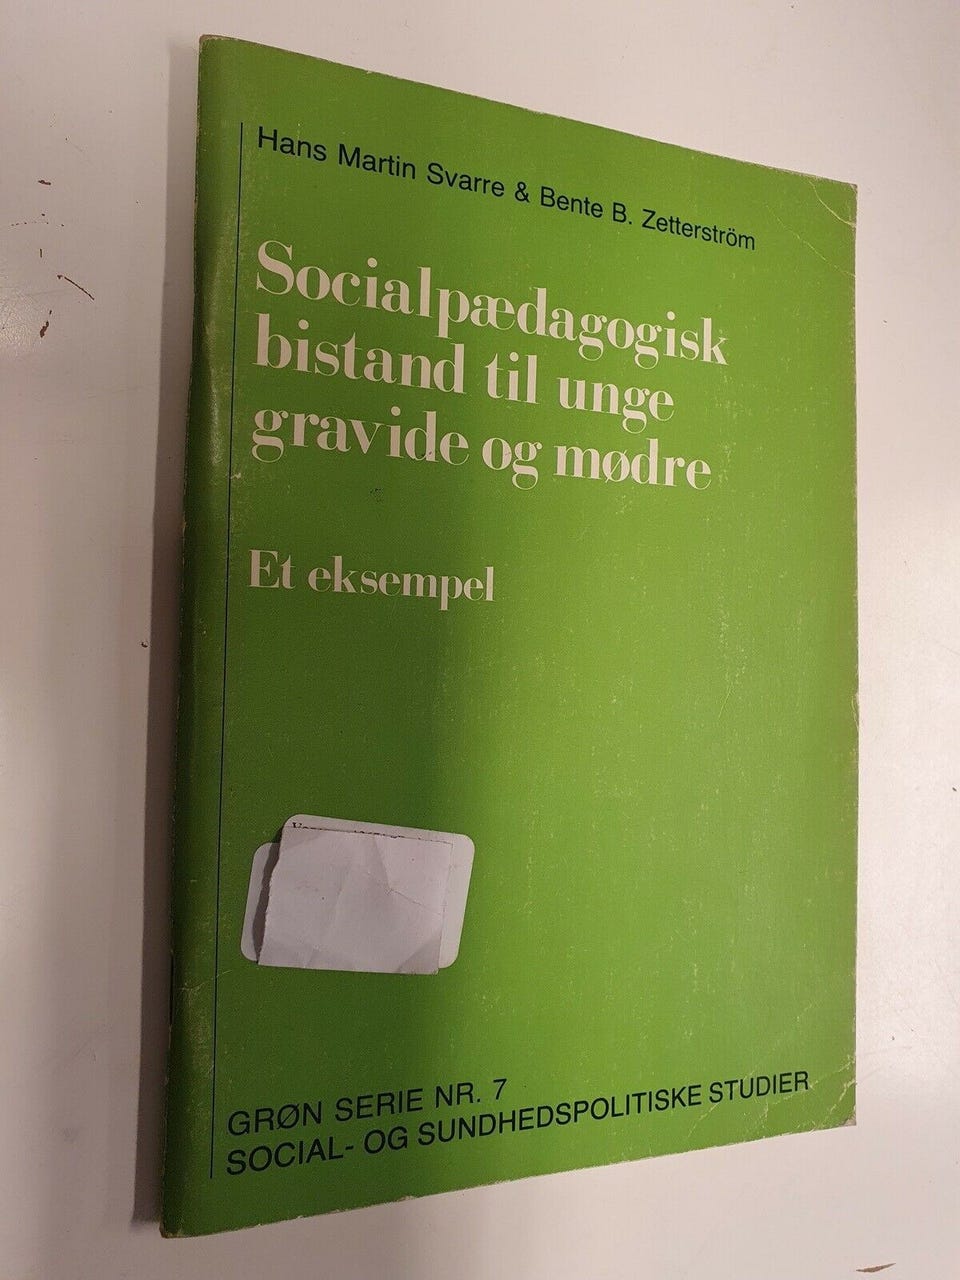 Hans Martin Svarre & Bente B. Zetterström
Socialpædagogisk
bistand til unge
gravide og mødre
Et eksempel
GRØN SERIE NR. 7
SOCIAL- OG SUNDHEDSPOLITISKE STUDIER